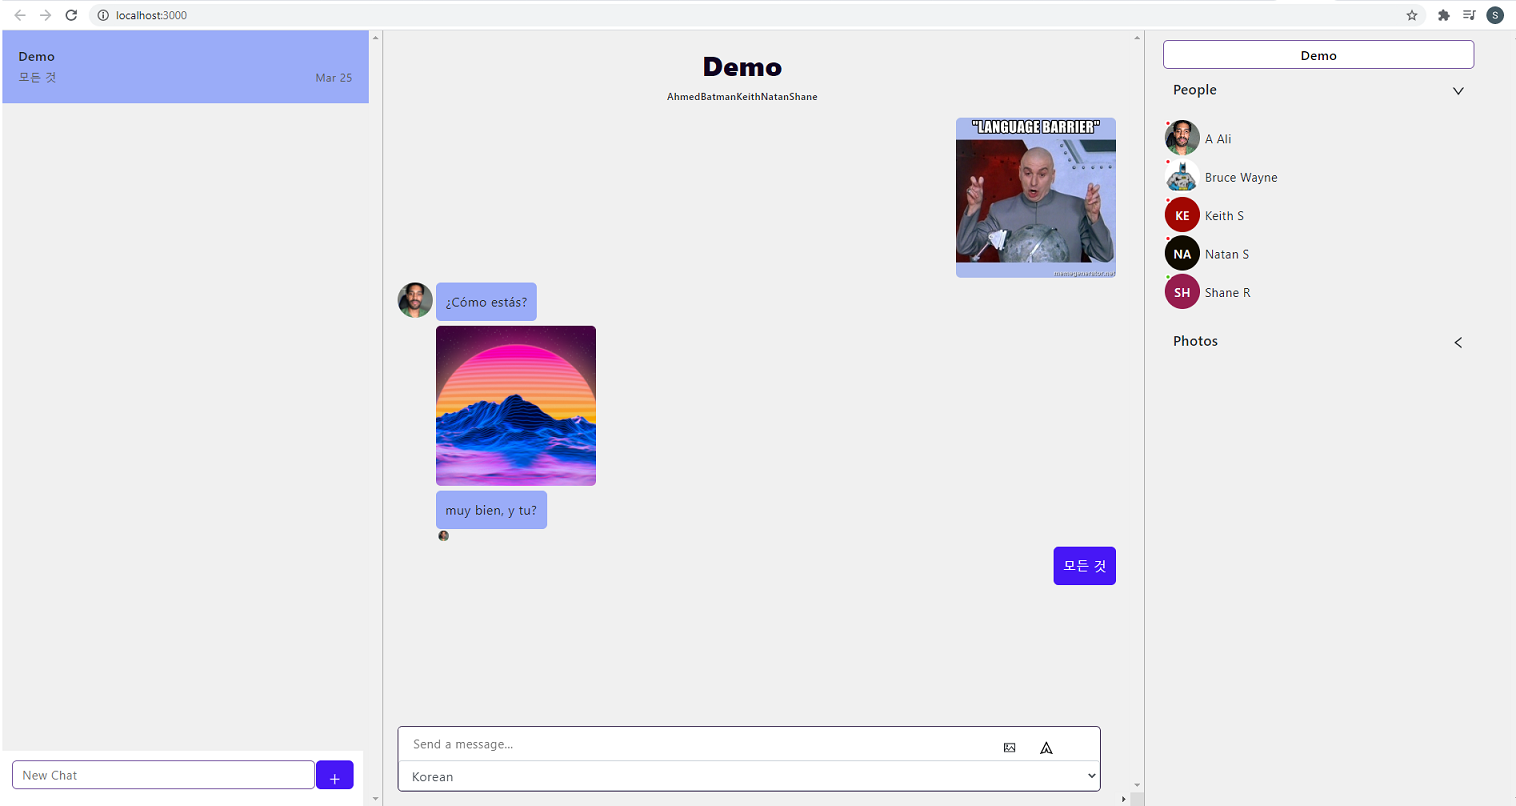 localhost:3000
S
Demo
모든 것
Mar 25
New Chat
+
Demo
AhmedBatmanKeithNatanShane
"LANGUAGE BARRIER"
memegenerator.net
¿Cómo estás?
muy bien, y tu?
모든 것
Send a message...
Korean
Demo
People
A Ali
Bruce Wayne
KE Keith S
NA Natan S
SH Shane R
Photos